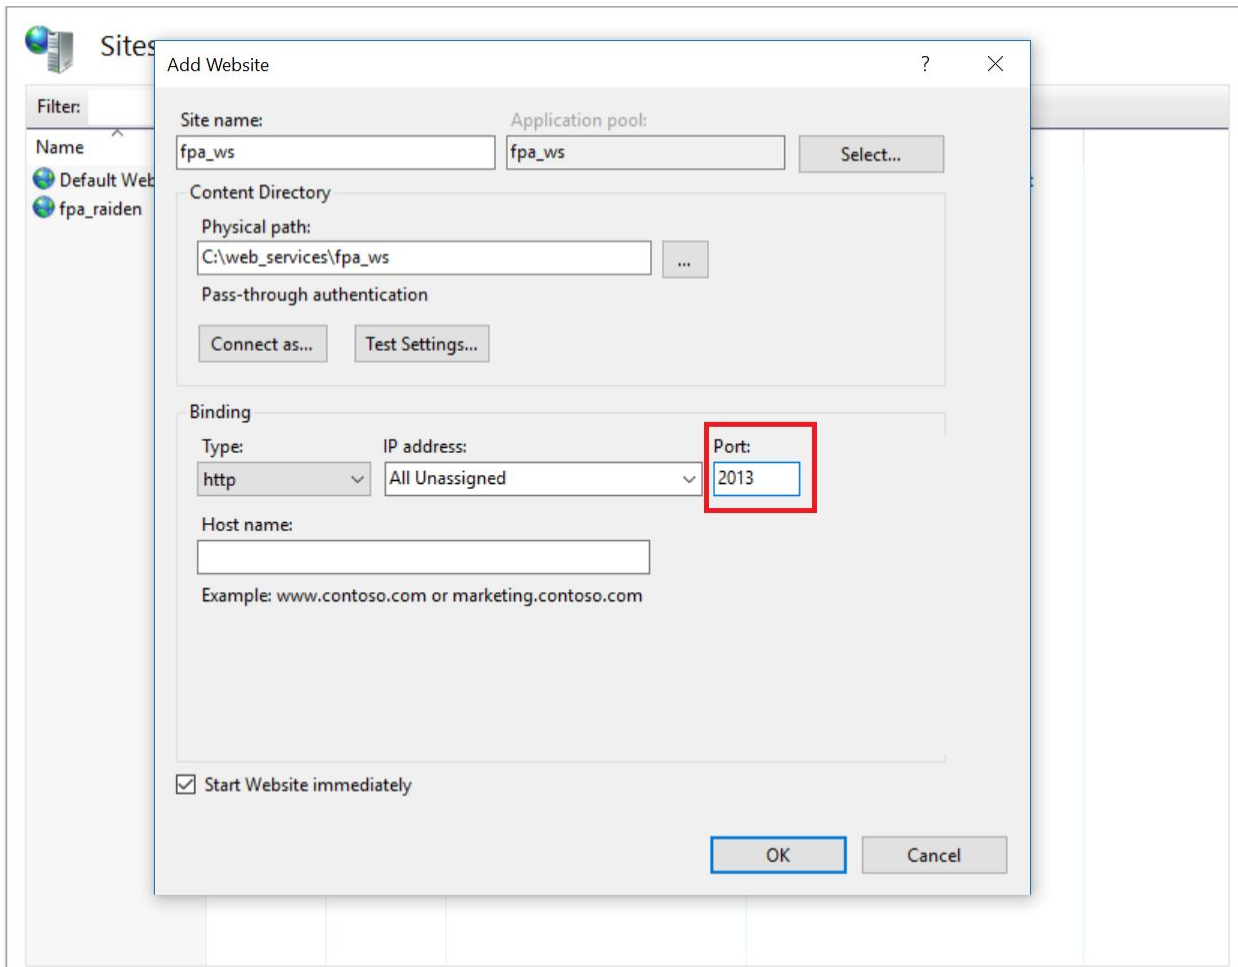 Sites
Add Website
?
Filter:
Site name:
Application pool:
fpa_ws
fpa_ws
Select...
Name
Default Web
fpa_raiden
Content Directory
Physical path:
C:\web_services\fpa_ws
...
Pass-through authentication
Connect as...
Test Settings...
Binding
Type:
IP address:
Port:
http
All Unassigned
2013
Host name:
Example: www.contoso.com or marketing.contoso.com
Start Website immediately
OK
Cancel